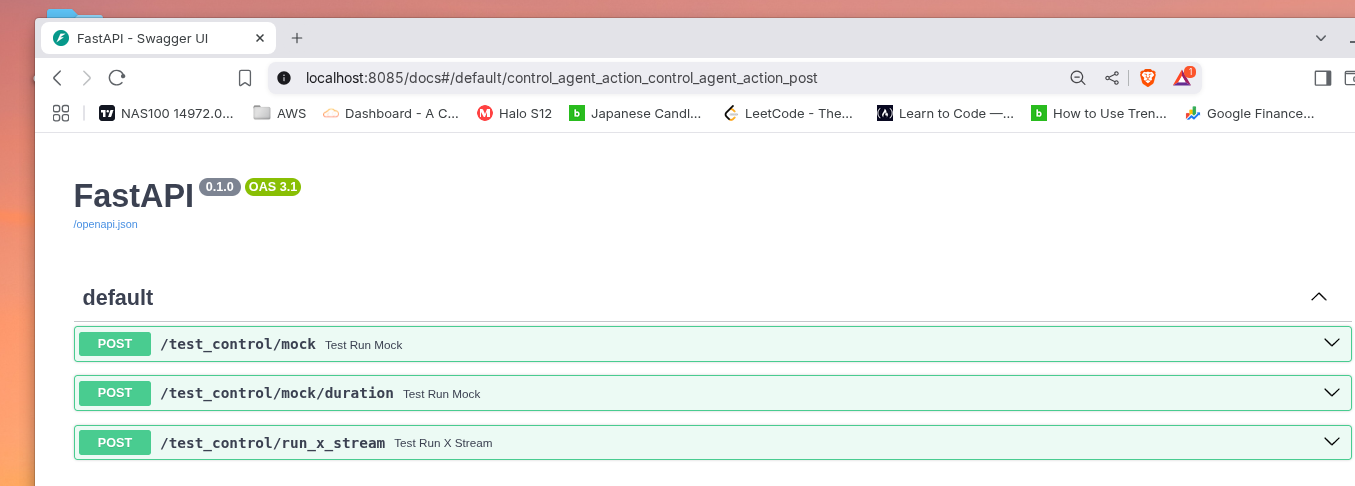 FastAPI - Swagger UI
localhost:8085/docs#/default/control_agent_action_control_agent_action_post
1
NAS100 14972.0... AWS Dashboard - A C... Halo S12 Japanese Candl... LeetCode - The... Learn to Code —... How to Use Tren... Google Finance...
FastAPI 0.1.0 OAS 3.1
/openapi.json
default
POST /test_control/mock Test Run Mock
POST /test_control/mock/duration Test Run Mock
POST /test_control/run_x_stream Test Run X Stream